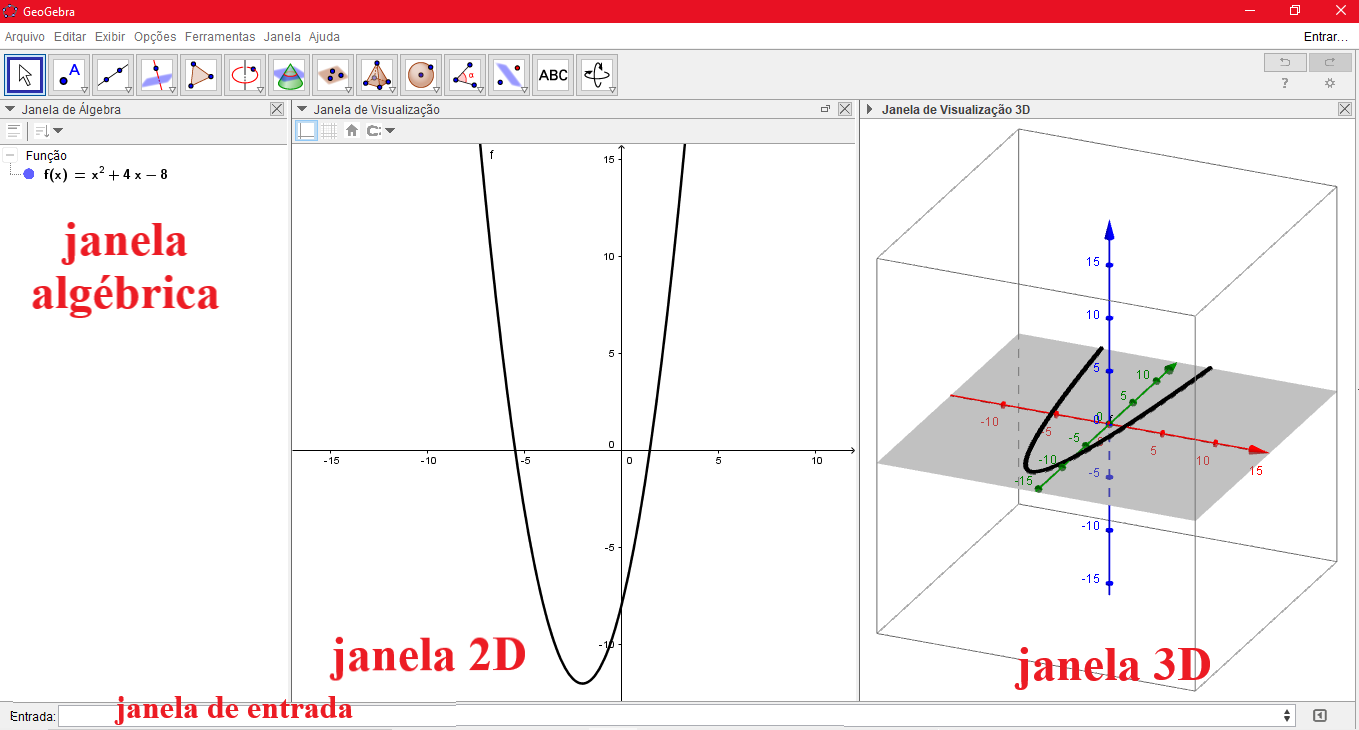 GeoGebra
Arquivo Editar Exibir Opções Ferramentas Janela Ajuda Entrar...
A α ABC ?
Janela de Álgebra
Janela de Visualização
Janela de Visualização 3D
Função
f(x) = x² + 4 x − 8
janela
algébrica
f
15
10
5
0
-15 -10 -5 0 5 10
-5
-10
janela 2D
15
10
5
0
-5
-10
-15
10
5
0
-5
-10
-15
-10
-5
5
10
15
janela 3D
janela de entrada
Entrada: